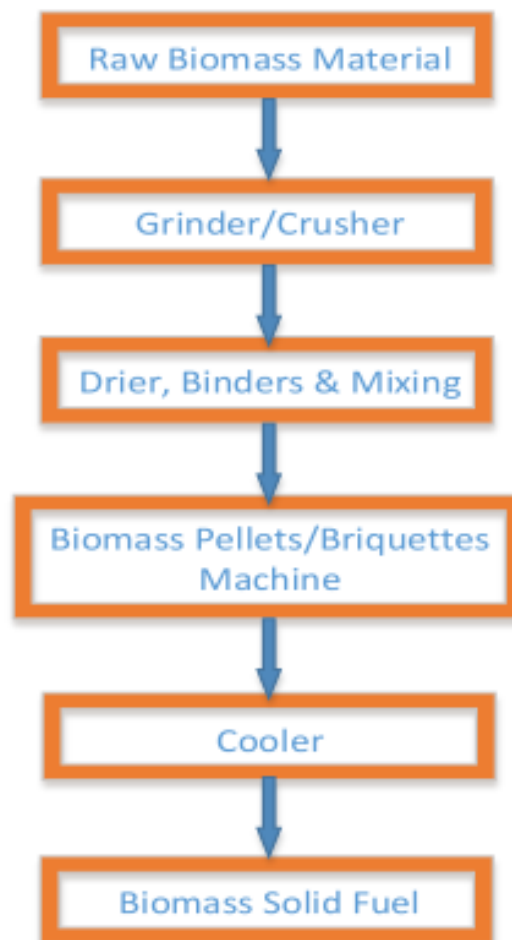 Raw Biomass Material
Grinder/Crusher
Drier, Binders & Mixing
Biomass Pellets/Briquettes
Machine
Cooler
Biomass Solid Fuel